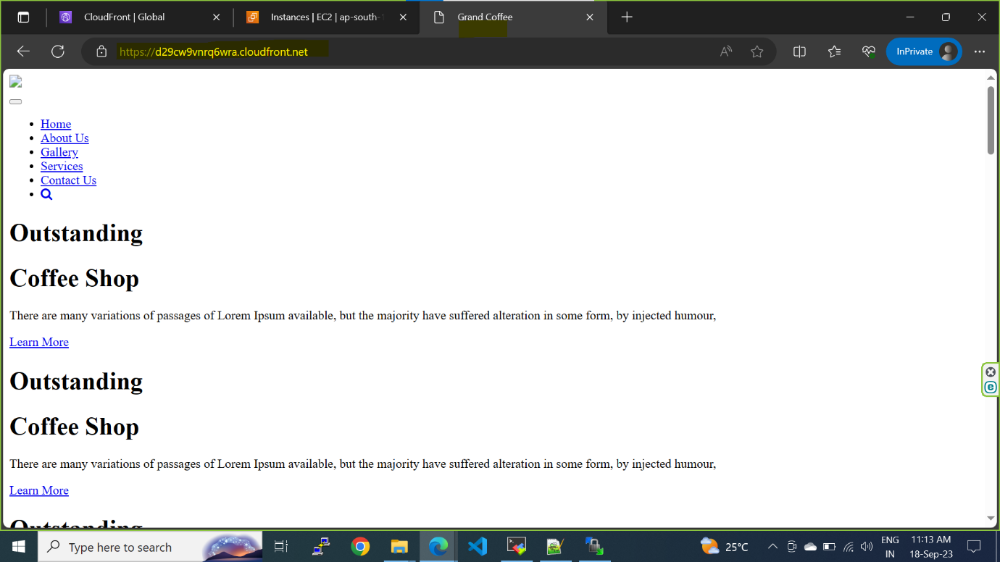 CloudFront | Global
Instances | EC2 | ap-south-1
Grand Coffee
https://d29cw9vnrq6wra.cloudfront.net
A
InPrivate
Home
About Us
Gallery
Services
Contact Us
Outstanding
Coffee Shop
There are many variations of passages of Lorem Ipsum available, but the majority have suffered alteration in some form, by injected humour,
Learn More
Outstanding
Coffee Shop
There are many variations of passages of Lorem Ipsum available, but the majority have suffered alteration in some form, by injected humour,
Learn More
Outstanding
e
Type here to search
25°C
ENG
IN
11:13 AM
18-Sep-23